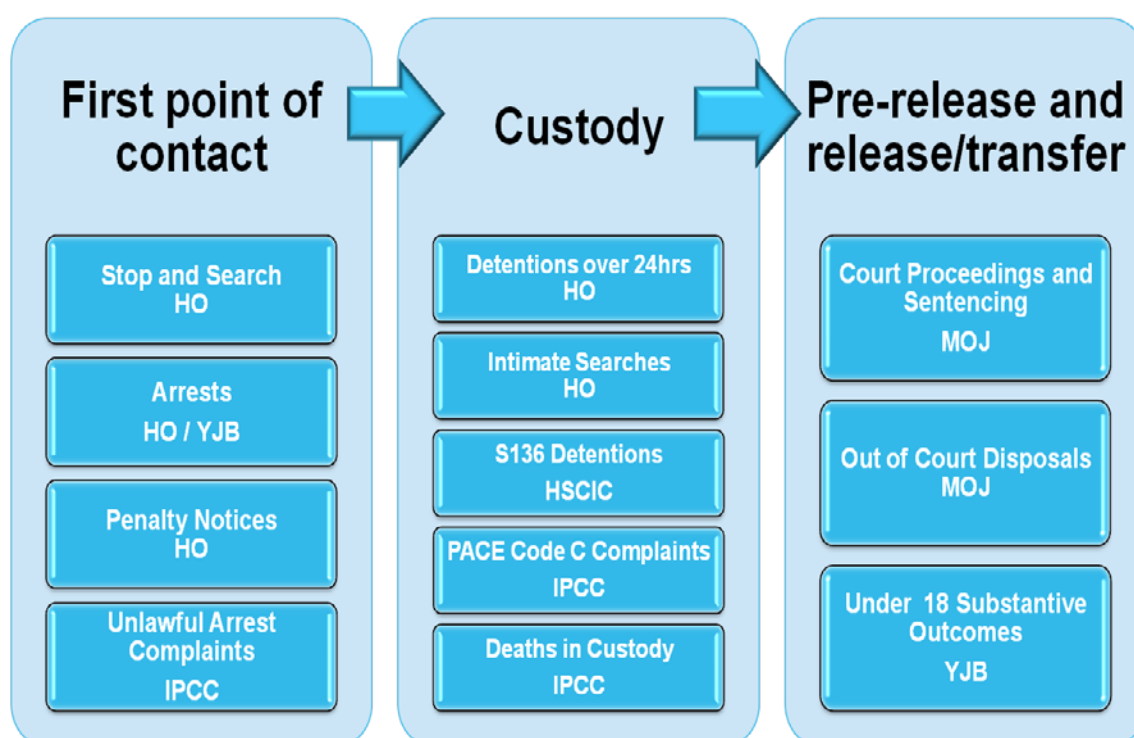 First point of
contact
Stop and Search
HO
Arrests
HO / YJB
Penalty Notices
HO
Unlawful Arrest
Complaints
IPCC
Custody
Detentions over 24hrs
HO
Intimate Searches
HO
S136 Detentions
HSCIC
PACE Code C Complaints
IPCC
Deaths in Custody
IPCC
Pre-release and
release/transfer
Court Proceedings and
Sentencing
MOJ
Out of Court Disposals
MOJ
Under 18 Substantive
Outcomes
YJB